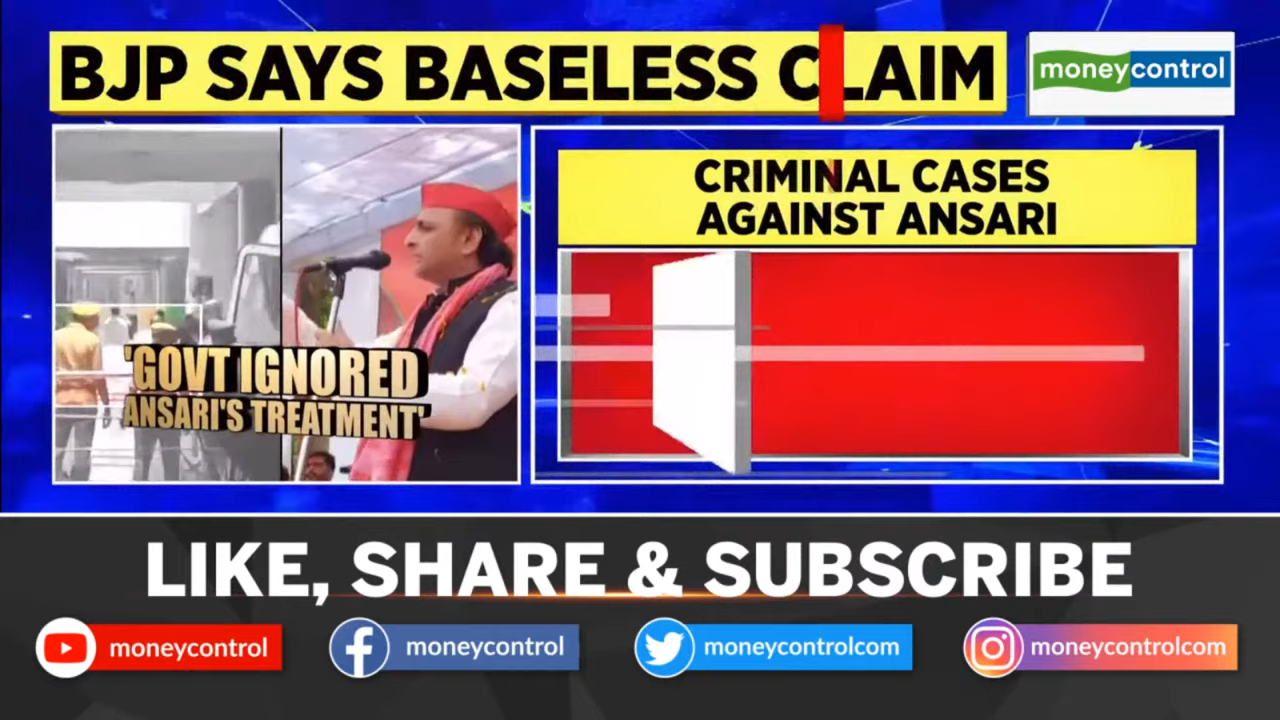 BJP SAYS BASELESS CLAIM
moneycontrol
CRIMINAL CASES
AGAINST ANSARI
'GOVT IGNORED
ANSARI'S TREATMENT'
LIKE, SHARE & SUBSCRIBE
moneycontrol
moneycontrol
moneycontrolcom
moneycontrolcom